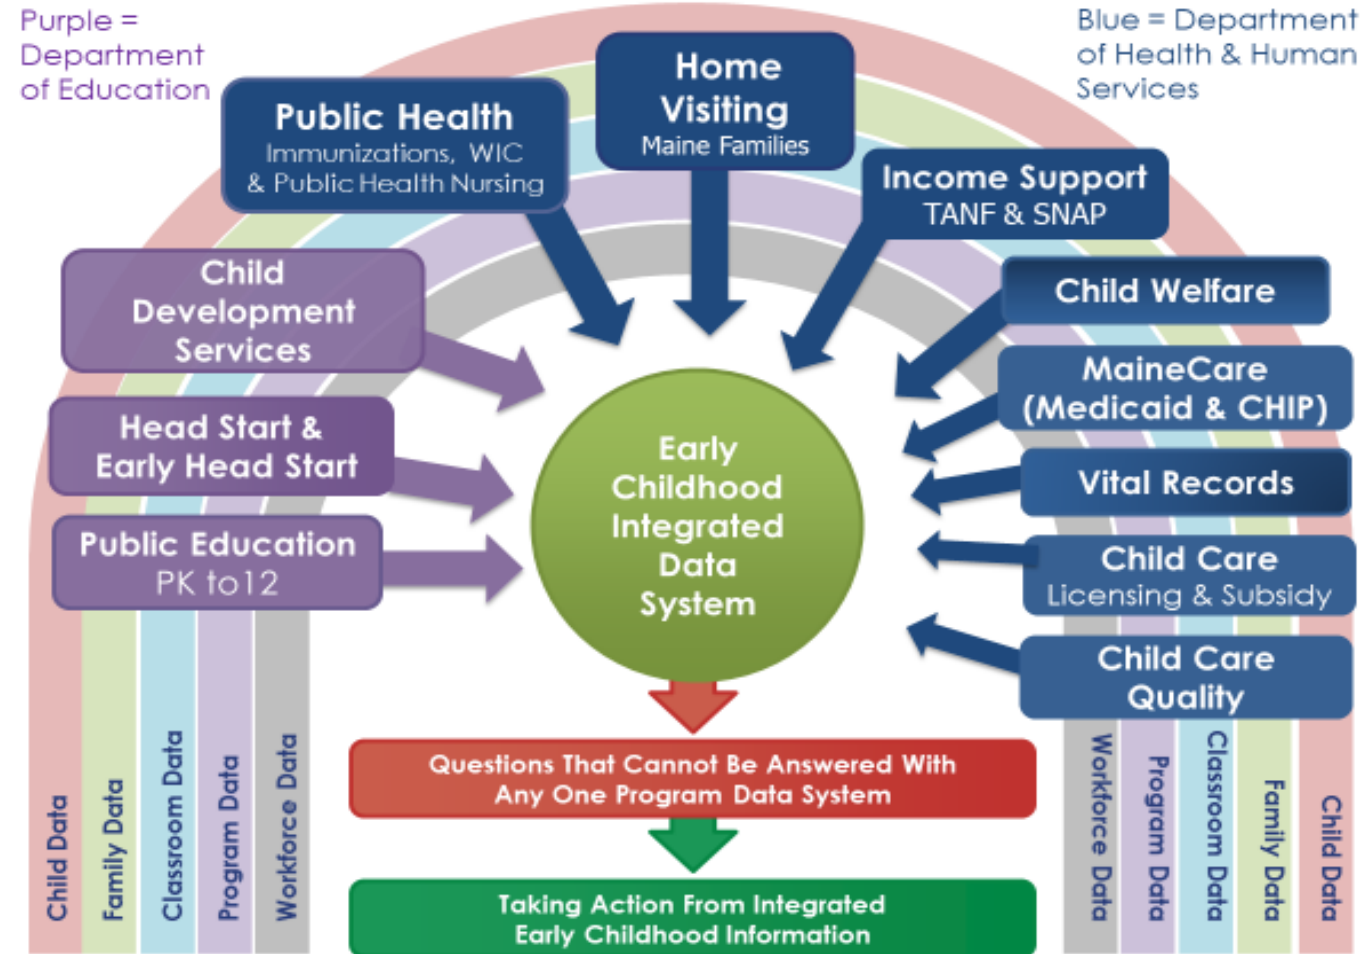 Purple =
Department
of Education
Blue = Department
of Health & Human
Services
Home
Visiting
Maine Families
Public Health
Immunizations, WIC
& Public Health Nursing
Income Support
TANF & SNAP
Child
Development
Services
Child Welfare
MaineCare
(Medicaid & CHIP)
Head Start &
Early Head Start
Vital Records
Public Education
PK to12
Child Care
Licensing & Subsidy
Child Care
Quality
Early
Childhood
Integrated
Data
System
Questions That Cannot Be Answered With
Any One Program Data System
Taking Action From Integrated
Early Childhood Information
Child Data
Family Data
Classroom Data
Program Data
Workforce Data
Workforce Data
Program Data
Classroom Data
Family Data
Child Data